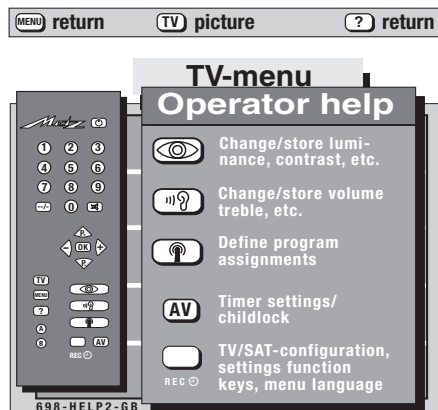 MENU return TV picture ? return
TV-menu
Operator help
Metz
1 2 3
4 5 6
7 8 9
--/- 0
P+
- OK +
P-
TV
MENU
?
A
B
AV
REC
Change/store lumi-
nance, contrast, etc.
Change/store volume
treble, etc.
Define program
assignments
AV Timer settings/
childlock
REC TV/SAT-configuration,
settings function
keys, menu language
698-HELP2-GB